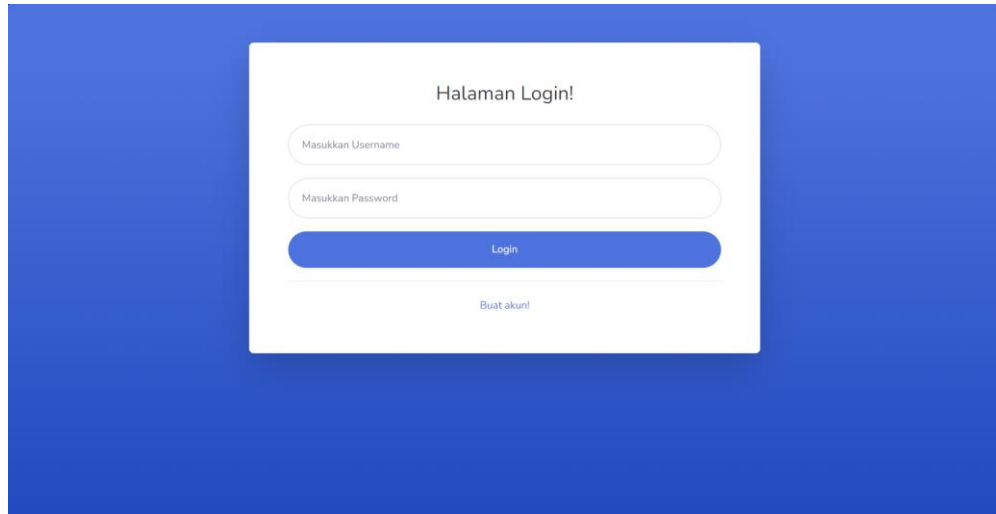 Halaman Login!
Masukkan Username
Masukkan Password
Login
Buat akun!